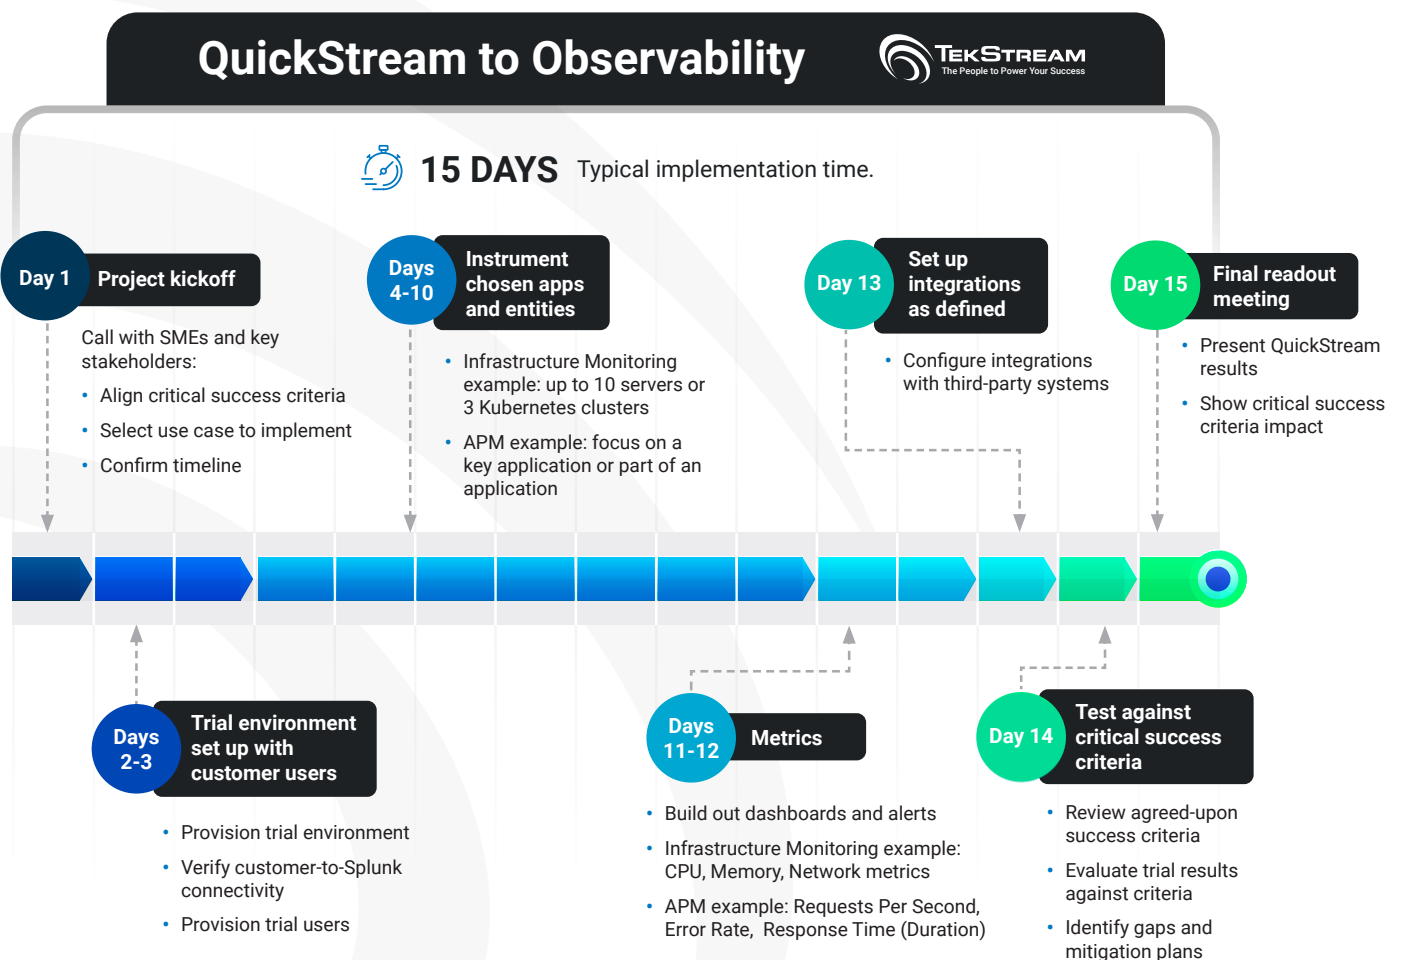 QuickStream to Observability
TEKSTREAM
The People to Power Your Success
15 DAYS Typical implementation time.
Day 1
Project kickoff
Call with SMEs and key
stakeholders:
• Align critical success criteria
• Select use case to implement
• Confirm timeline
Days
4-10
Instrument
chosen apps
and entities
• Infrastructure Monitoring
example: up to 10 servers or
3 Kubernetes clusters
• APM example: focus on a
key application or part of an
application
Day 13
Set up
integrations
as defined
• Configure integrations
with third-party systems
Day 15
Final readout
meeting
• Present QuickStream
results
• Show critical success
criteria impact
Days
2-3
Trial environment
set up with
customer users
• Provision trial environment
• Verify customer-to-Splunk
connectivity
• Provision trial users
Days
11-12
Metrics
• Build out dashboards and alerts
• Infrastructure Monitoring example:
CPU, Memory, Network metrics
• APM example: Requests Per Second,
Error Rate, Response Time (Duration)
Day 14
Test against
critical success
criteria
• Review agreed-upon
success criteria
• Evaluate trial results
against criteria
• Identify gaps and
mitigation plans